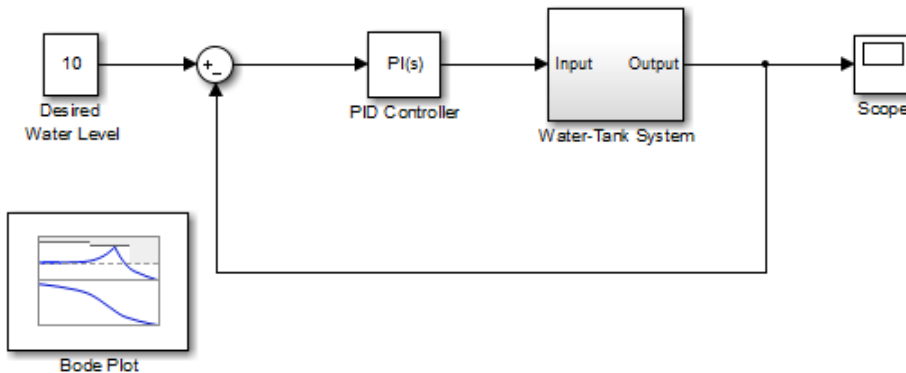 10
Desired
Water Level
+
−
PI(s)
PID Controller
Input
Output
Water-Tank System
Scope
Bode Plot